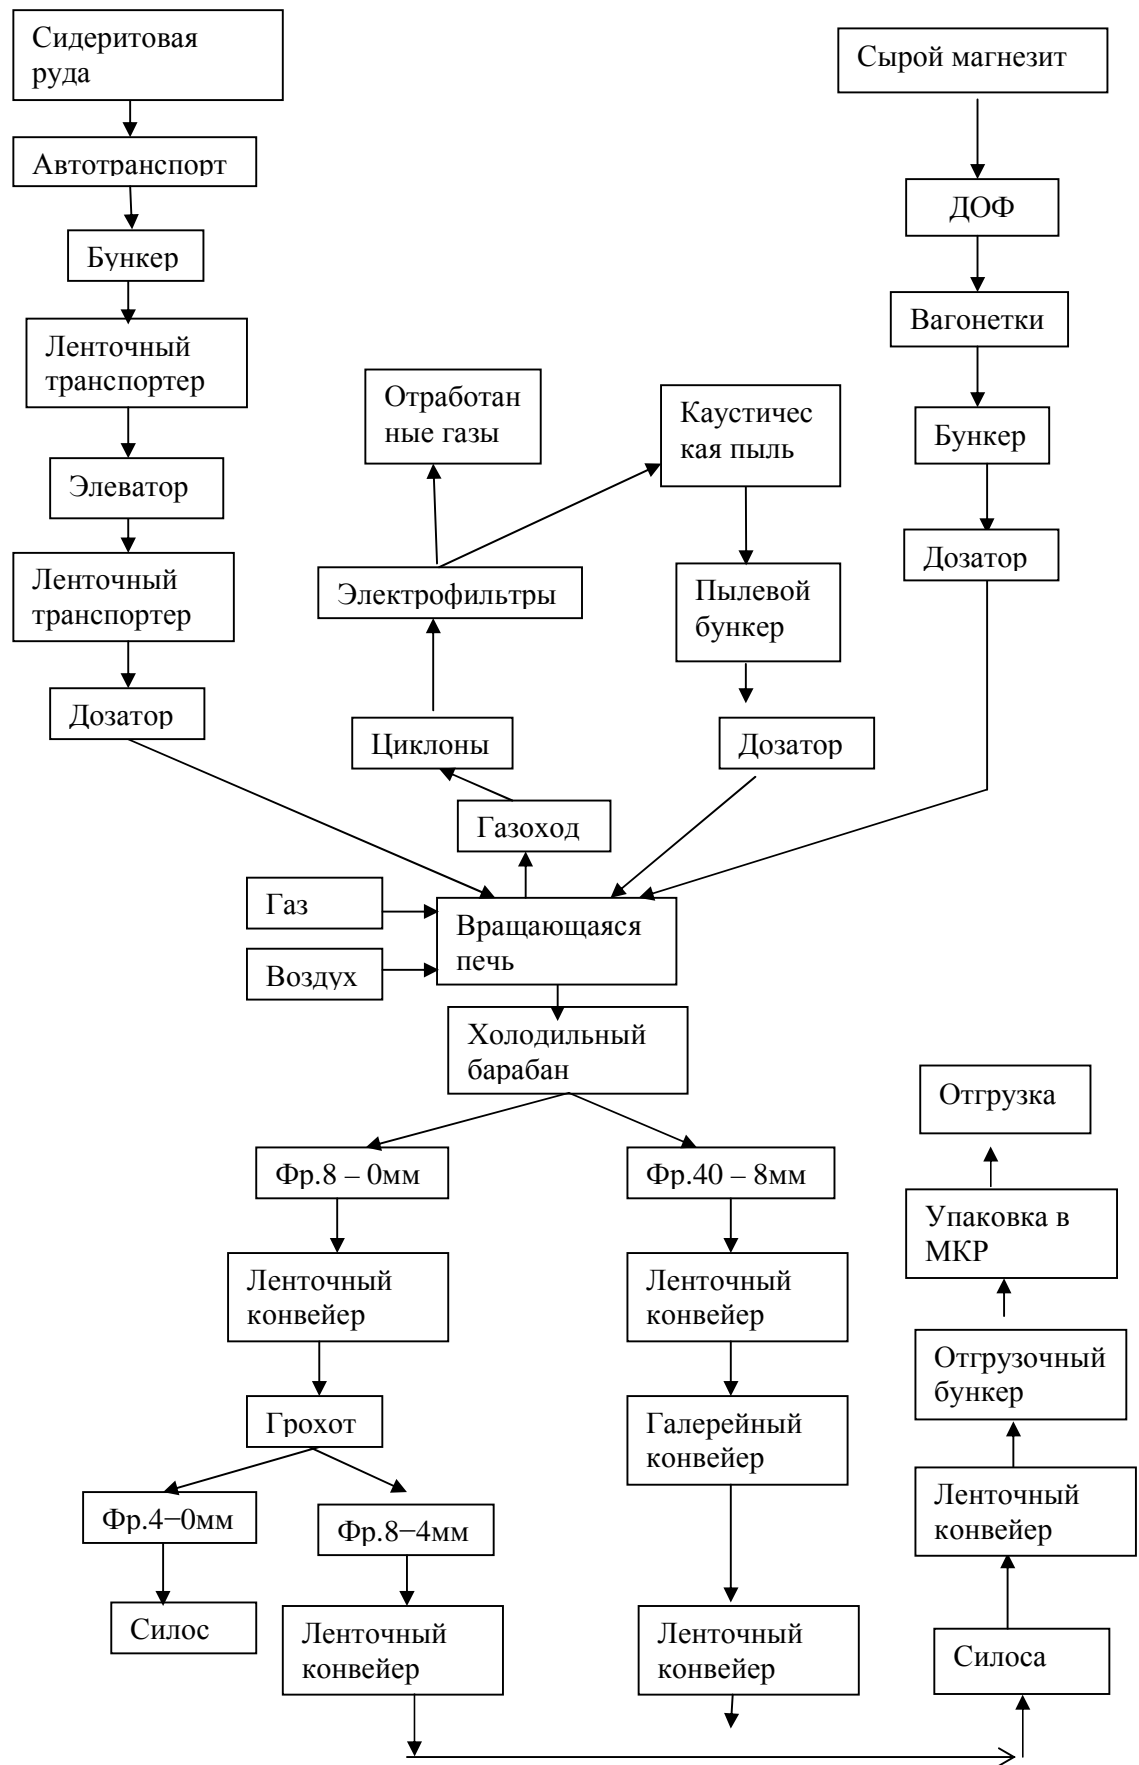 Сидеритовая
руда
Сырой магнезит
Автотранспорт
ДОФ
Бункер
Вагонетки
Ленточный
транспортер
Отработан
ные газы
Каустичес
кая пыль
Бункер
Элеватор
Дозатор
Ленточный
транспортер
Электрофильтры
Пылевой
бункер
Дозатор
Циклоны
Дозатор
Газоход
Газ
Вращающаяся
печь
Воздух
Холодильный
барабан
Отгрузка
Фр.8 – 0мм
Фр.40 – 8мм
Упаковка в
МКР
Ленточный
конвейер
Ленточный
конвейер
Отгрузочный
бункер
Грохот
Галерейный
конвейер
Ленточный
конвейер
Фр.4−0мм
Фр.8−4мм
Силос
Ленточный
конвейер
Ленточный
конвейер
Силоса